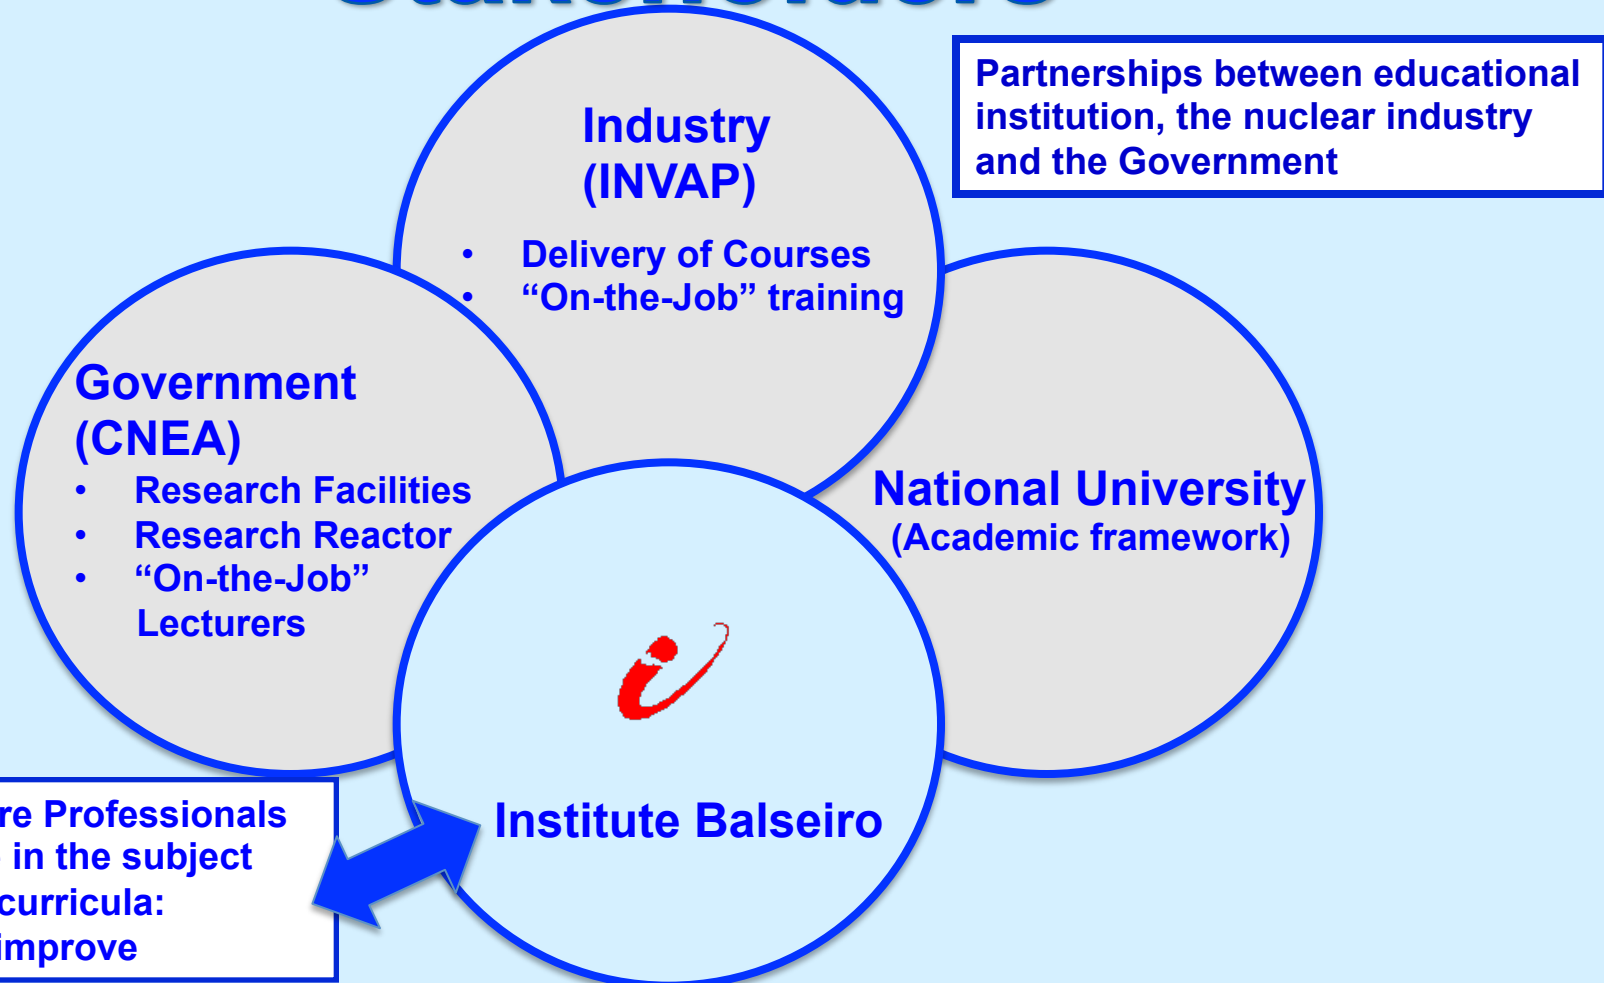 Stakeholders
Partnerships between educational
institution, the nuclear industry
and the Government
Industry
(INVAP)
• Delivery of Courses
• “On-the-Job” training
Government
(CNEA)
• Research Facilities
• Research Reactor
• “On-the-Job”
Lecturers
National University
(Academic framework)
Institute Balseiro
Professionals
in the subject
curricula:
improve